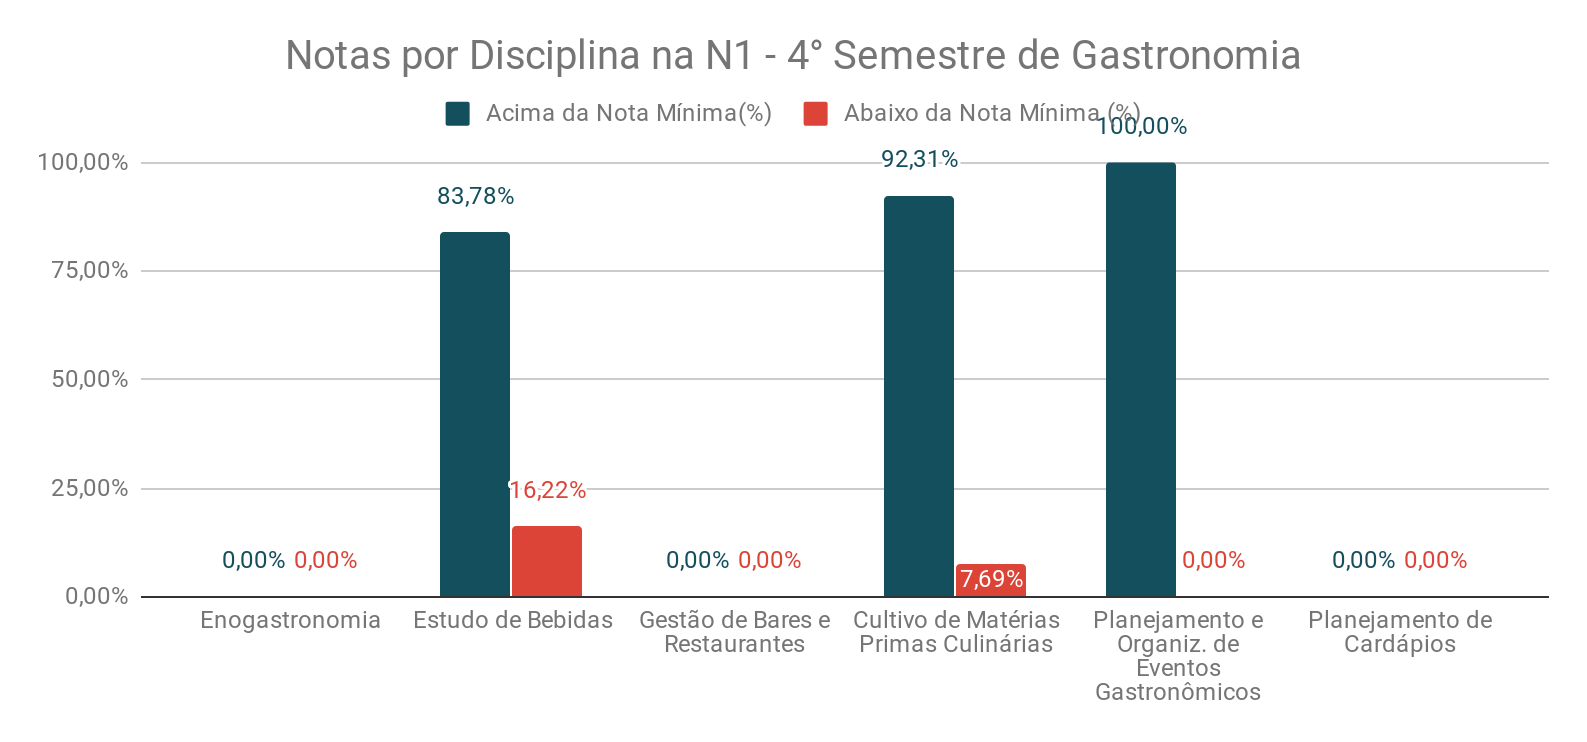 Notas por Disciplina na N1 - 4° Semestre de Gastronomia
Acima da Nota Mínima(%)
Abaixo da Nota Mínima (%)
100,00%
75,00%
50,00%
25,00%
0,00%
0,00%
0,00%
83,78%
16,22%
0,00%
0,00%
92,31%
7,69%
100,00%
0,00%
0,00%
0,00%
Enogastronomia
Estudo de Bebidas
Gestão de Bares e
Restaurantes
Cultivo de Matérias
Primas Culinárias
Planejamento e
Organiz. de
Eventos
Gastronômicos
Planejamento de
Cardápios